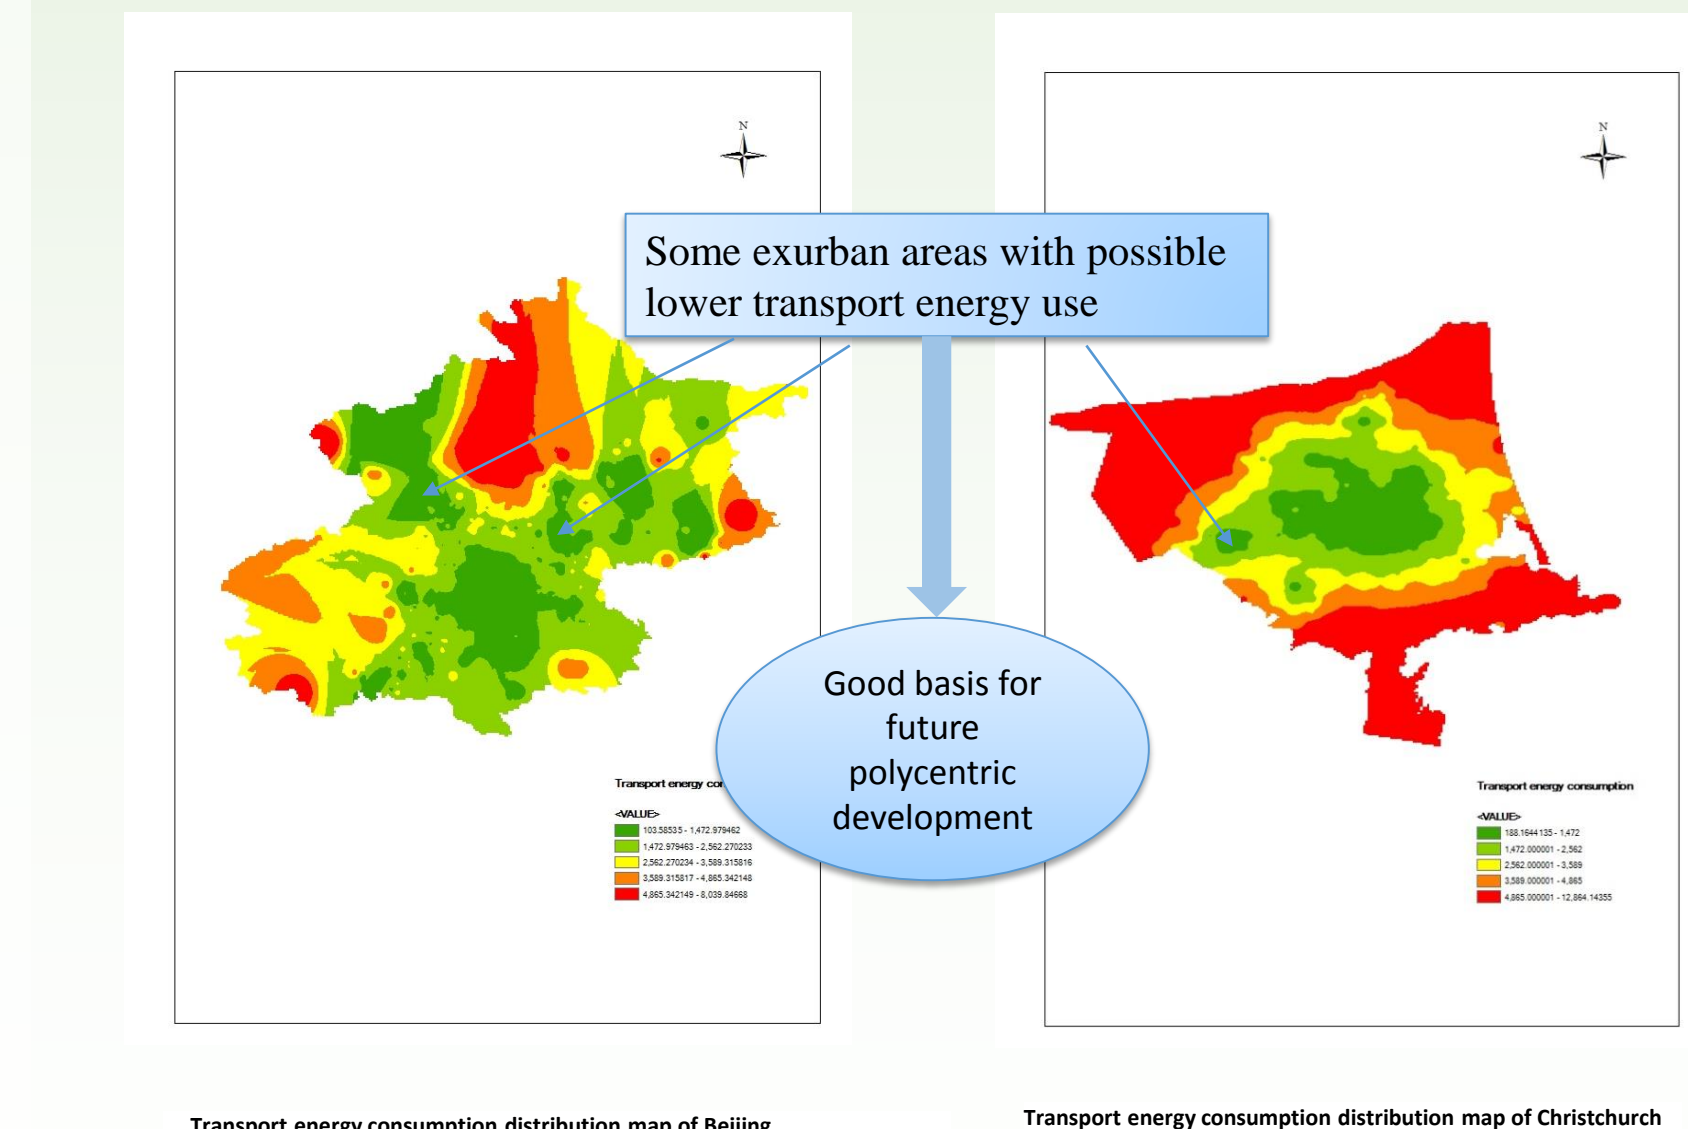 N
N
Some exurban areas with possible
lower transport energy use
Good basis for
future
polycentric
development
Transport energy
<VALUE>
103.58535 - 1,472.979462
1,472.979463 - 2,562.270233
2,562.270234 - 3,589.315816
3,589.315817 - 4,865.342148
4,865.342149 - 8,039.84668
Transport energy consumption
<VALUE>
188.1644135 - 1,472
1,472.000001 - 2,562
2,562.000001 - 3,589
3,589.000001 - 4,865
4,865.000001 - 12,864.14355
Transport energy consumption distribution map of Beijing
Transport energy consumption distribution map of Christchurch